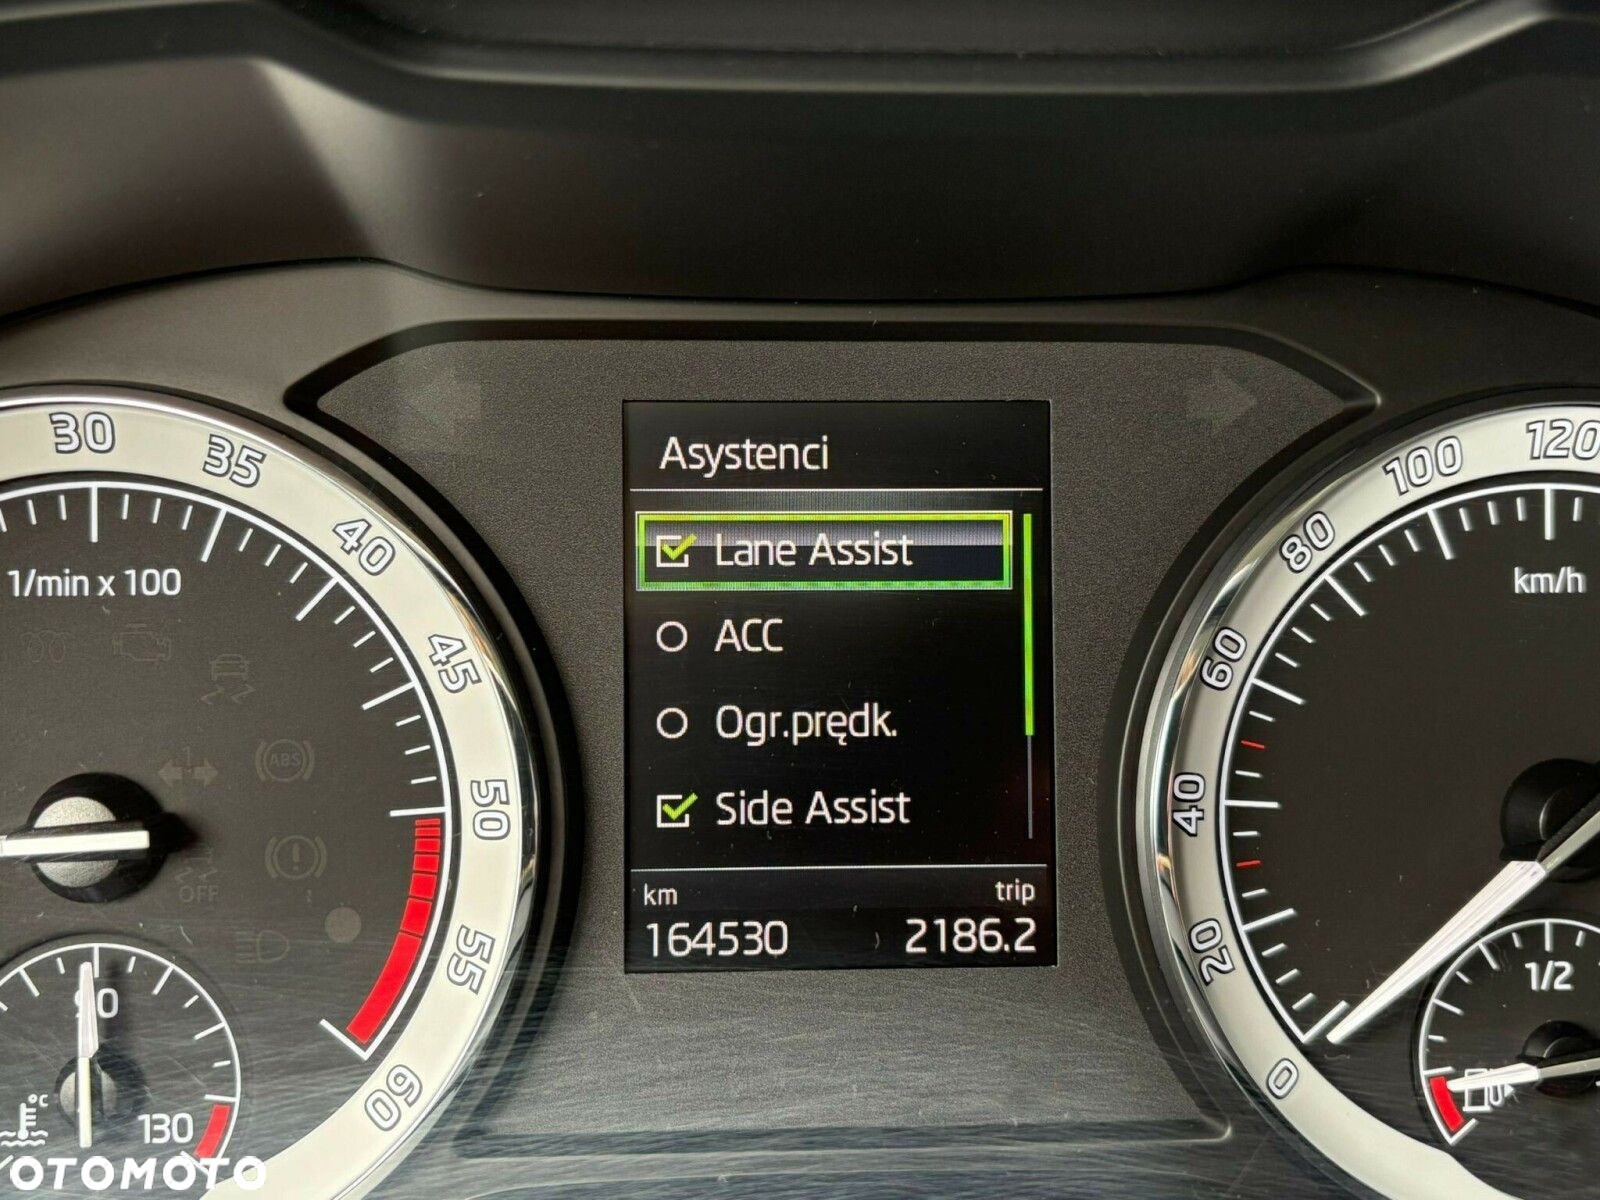 Asystenci
Lane Assist
ACC
Ogr.prędk.
Side Assist
km
trip
164530
2186.2
30
35
40
45
50
55
60
1/min x 100
ABS
OFF
90
130
°C
0
20
40
60
80
100
120
km/h
1/2
OTOMOTO